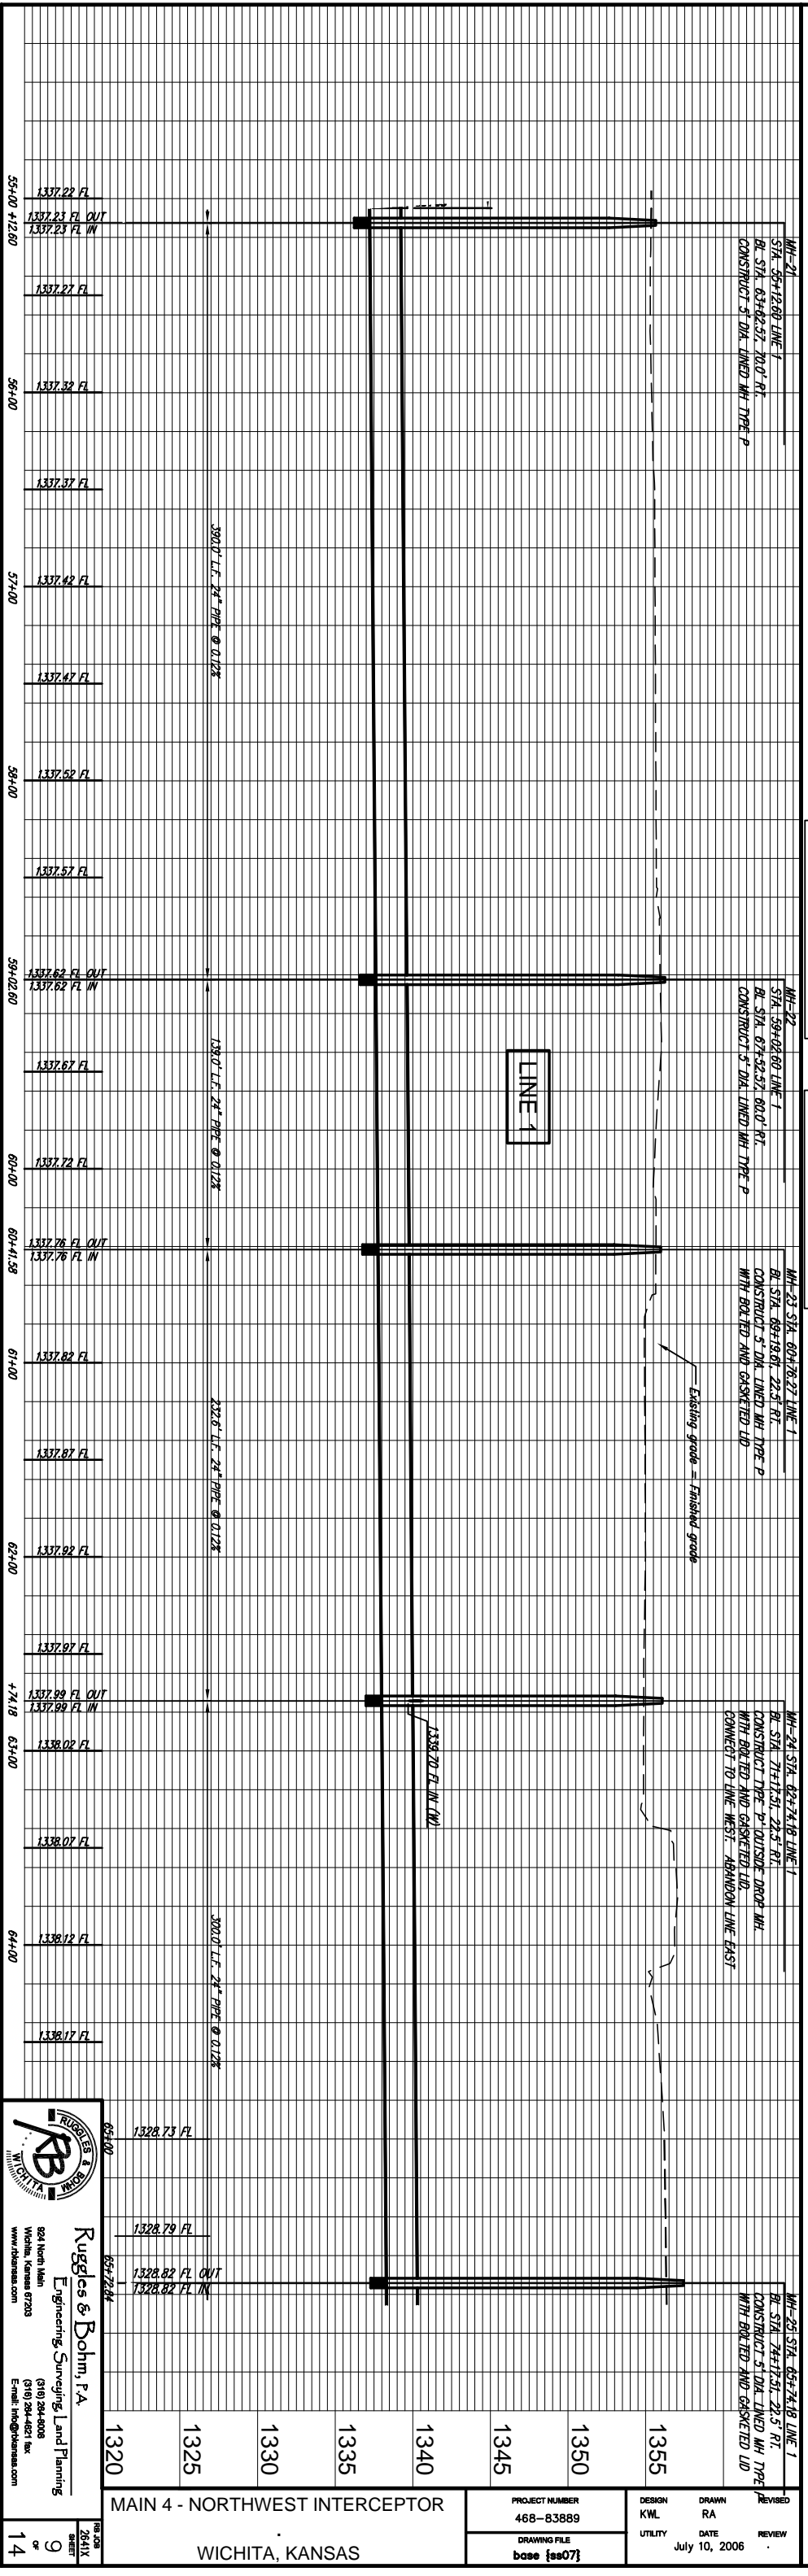 MH-21
STA. 55+12.60 LINE 1
BL STA. 63+62.57, 70.0' RT.
CONSTRUCT 5' DIA. LINED MH TYPE P
MH-22
STA. 59+02.60 LINE 1
BL STA. 67+52.57, 60.0' RT.
CONSTRUCT 5' DIA. LINED MH TYPE P
MH-23 STA. 60+76.27 LINE 1
BL STA. 69+19.61, 22.5' RT.
CONSTRUCT 5' DIA. LINED MH TYPE P
WITH BOLTED AND GASKETED LID
MH-24 STA. 62+74.18 LINE 1
BL STA. 71+17.51, 22.5' RT.
CONSTRUCT TYPE 'P' OUTSIDE DROP MH.
WITH BOLTED AND GASKETED LID.
CONNECT TO LINE WEST. ABANDON LINE EAST
MH-25 STA. 65+74.18 LINE 1
BL STA. 74+17.51, 22.5' RT.
CONSTRUCT 5' DIA. LINED MH TYPE P
WITH BOLTED AND GASKETED LID
Existing grade = Finished grade
LINE 1
1339.70 FL IN (W)
390.0' L.F. 24" PIPE @ 0.12%
139.0' L.F. 24" PIPE @ 0.12%
232.6' L.F. 24" PIPE @ 0.12%
300.0' L.F. 24" PIPE @ 0.12%
1337.22 FL
1337.23 FL OUT
1337.23 FL IN
1337.27 FL
1337.32 FL
1337.37 FL
1337.42 FL
1337.47 FL
1337.52 FL
1337.57 FL
1337.62 FL OUT
1337.62 FL IN
1337.67 FL
1337.72 FL
1337.76 FL OUT
1337.76 FL IN
1337.82 FL
1337.87 FL
1337.92 FL
1337.97 FL
1337.99 FL OUT
1337.99 FL IN
1338.02 FL
1338.07 FL
1338.12 FL
1338.17 FL
1328.73 FL
1328.79 FL
1328.82 FL OUT
1328.82 FL IN
55+00
+12.60
56+00
57+00
58+00
59+02.60
60+00
60+41.58
61+00
62+00
+74.18
63+00
64+00
65+00
65+72.84
1355
1350
1345
1340
1335
1330
1325
1320
RUGGLES & BOHM
RB
WICHITA
Ruggles & Bohm, P.A.
Engineering, Surveying, Land Planning
924 North Main
Wichita, Kansas 67203
www.rbkansas.com
(316) 264-8008
(316) 264-4621 fax
E-mail: info@rbkansas.com
MAIN 4 - NORTHWEST INTERCEPTOR
.
WICHITA, KANSAS
PROJECT NUMBER
468-83889
DRAWING FILE
base {ss07}
DESIGN
KWL
DRAWN
RA
REVISED
UTILITY
DATE
July 10, 2006
REVIEW
.
RB JOB
2641X
SHEET
9
OF
14